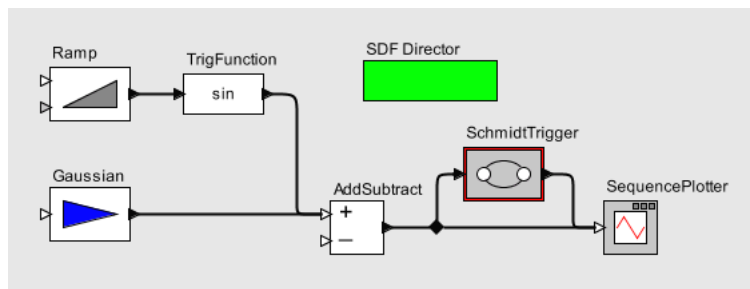 Ramp
TrigFunction
sin
SDF Director
Gaussian
AddSubtract
+
–
SchmidtTrigger
SequencePlotter